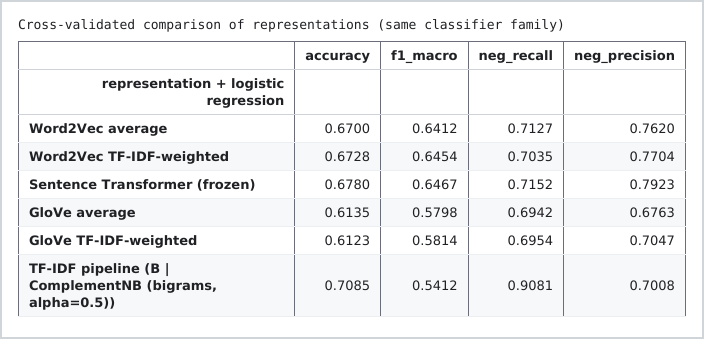 Cross-validated comparison of representations (same classifier family)
accuracy f1_macro neg_recall neg_precision
representation + logistic
regression
Word2Vec average 0.6700 0.6412 0.7127 0.7620
Word2Vec TF-IDF-weighted 0.6728 0.6454 0.7035 0.7704
Sentence Transformer (frozen) 0.6780 0.6467 0.7152 0.7923
GloVe average 0.6135 0.5798 0.6942 0.6763
GloVe TF-IDF-weighted 0.6123 0.5814 0.6954 0.7047
TF-IDF pipeline (B |
ComplementNB (bigrams, 0.7085 0.5412 0.9081 0.7008
alpha=0.5))